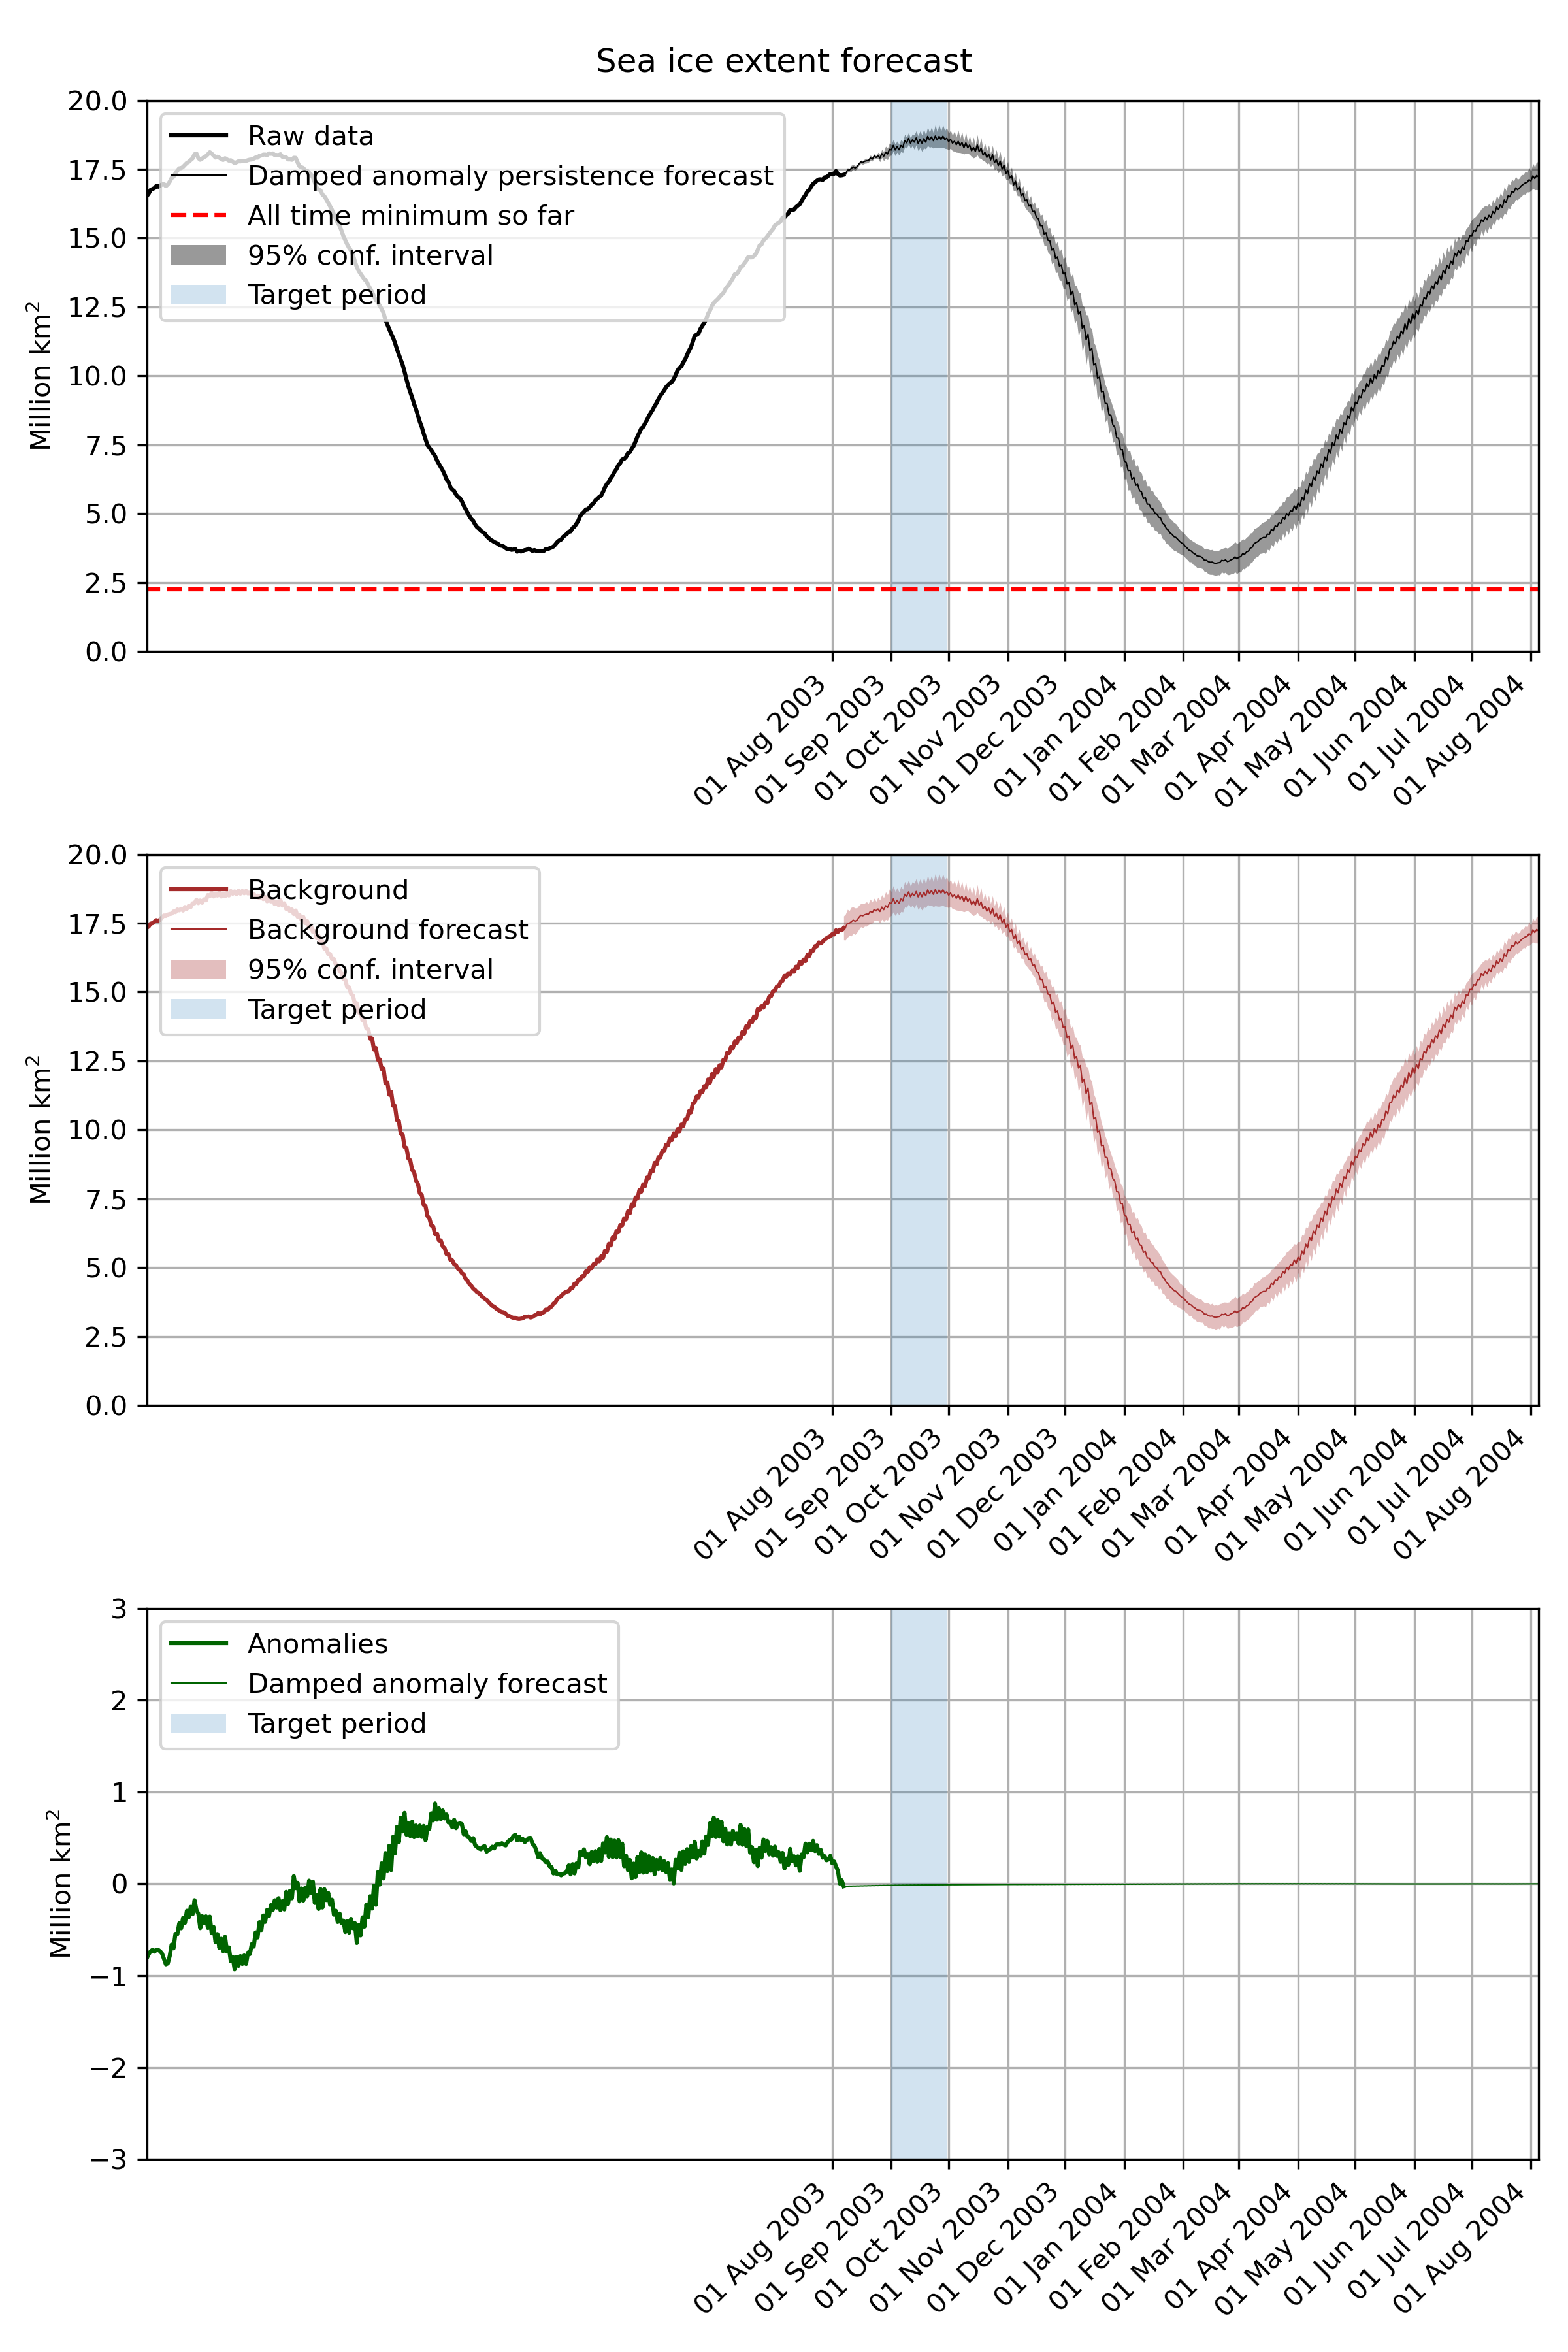 Sea ice extent forecast
20.0
17.5
15.0
12.5
10.0
7.5
5.0
2.5
0.0
Million km²
Raw data
Damped anomaly persistence forecast
All time minimum so far
95% conf. interval
Target period
01 Aug 2003
01 Sep 2003
01 Oct 2003
01 Nov 2003
01 Dec 2003
01 Jan 2004
01 Feb 2004
01 Mar 2004
01 Apr 2004
01 May 2004
01 Jun 2004
01 Jul 2004
01 Aug 2004
20.0
17.5
15.0
12.5
10.0
7.5
5.0
2.5
0.0
Million km²
Background
Background forecast
95% conf. interval
Target period
01 Aug 2003
01 Sep 2003
01 Oct 2003
01 Nov 2003
01 Dec 2003
01 Jan 2004
01 Feb 2004
01 Mar 2004
01 Apr 2004
01 May 2004
01 Jun 2004
01 Jul 2004
01 Aug 2004
3
2
1
0
−1
−2
−3
Million km²
Anomalies
Damped anomaly forecast
Target period
01 Aug 2003
01 Sep 2003
01 Oct 2003
01 Nov 2003
01 Dec 2003
01 Jan 2004
01 Feb 2004
01 Mar 2004
01 Apr 2004
01 May 2004
01 Jun 2004
01 Jul 2004
01 Aug 2004